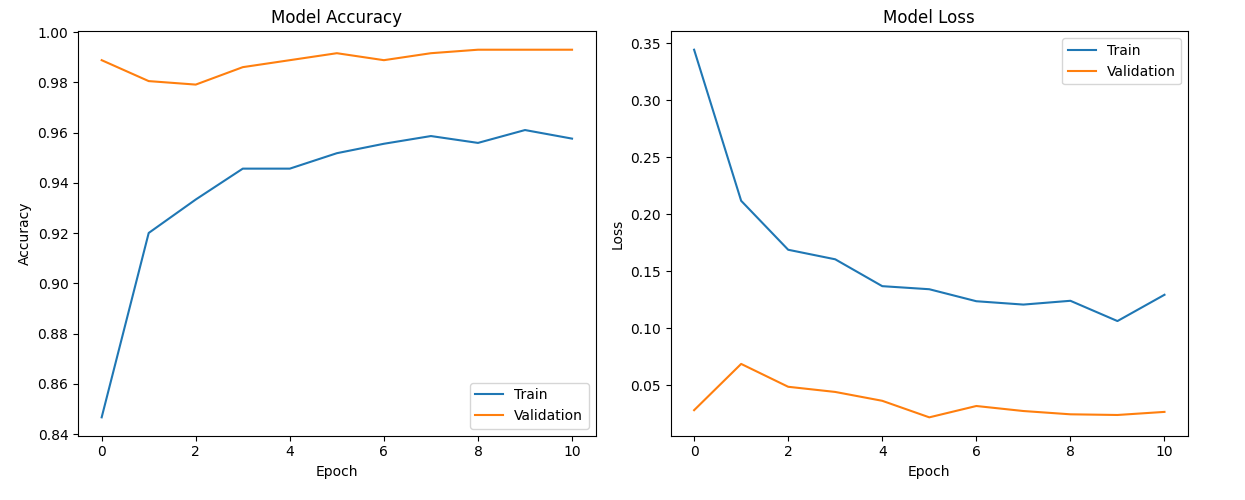 Model Accuracy
1.00
0.98
0.96
0.94
0.92
0.90
0.88
0.86
0.84
Accuracy
0 2 4 6 8 10
Epoch
Train
Validation
Model Loss
0.35
0.30
0.25
0.20
0.15
0.10
0.05
Loss
0 2 4 6 8 10
Epoch
Train
Validation